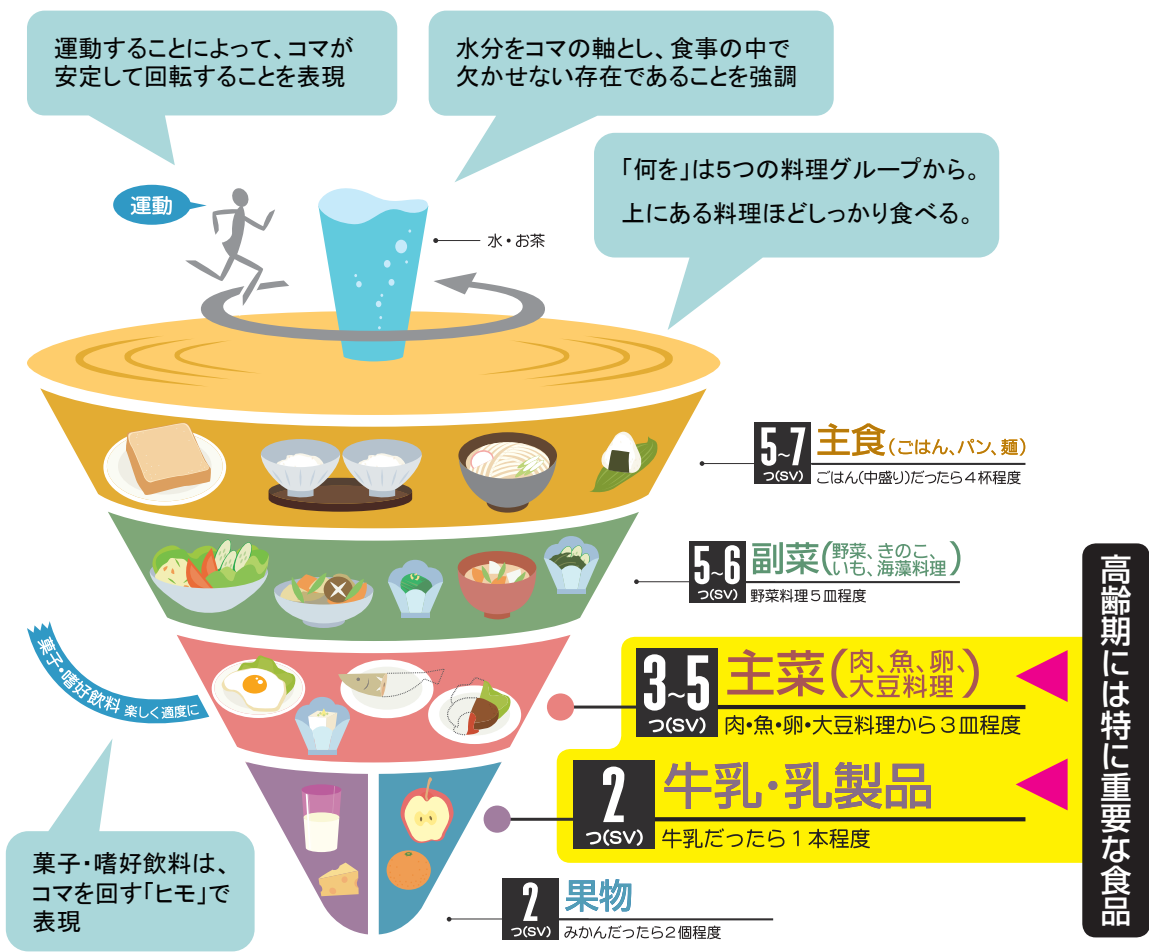 運動することによって、コマが
安定して回転することを表現
水分をコマの軸とし、食事の中で
欠かせない存在であることを強調
「何を」は5つの料理グループから。
上にある料理ほどしっかり食べる。
運動
水・お茶
5~7
つ(SV)
主食(ごはん、パン、麺)
ごはん(中盛り)だったら4杯程度
5~6
つ(SV)
副菜(野菜、きのこ、
いも、海藻料理)
野菜料理5皿程度
菓子・嗜好飲料 楽しく適度に
3~5
つ(SV)
主菜(肉、魚、卵、
大豆料理)
肉・魚・卵・大豆料理から3皿程度
2
つ(SV)
牛乳・乳製品
牛乳だったら1本程度
高齢期には特に重要な食品
菓子・嗜好飲料は、
コマを回す「ヒモ」で
表現
2
つ(SV)
果物
みかんだったら2個程度